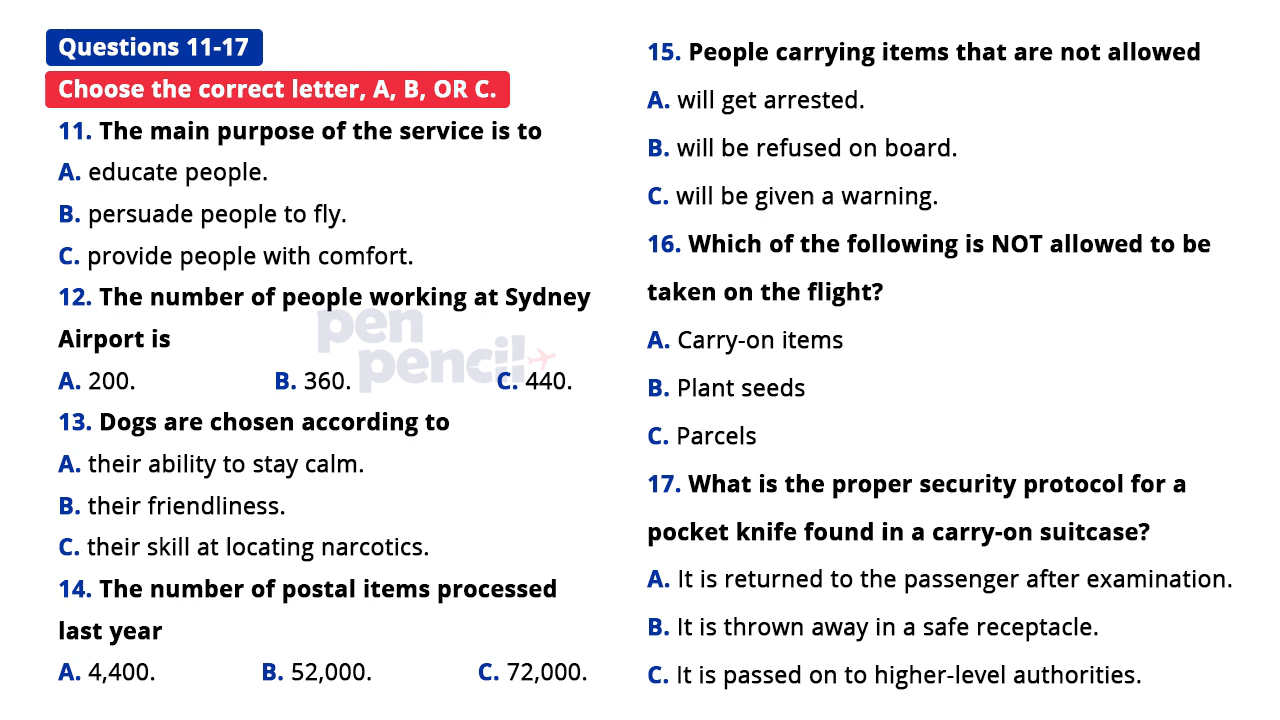 Questions 11-17
Choose the correct letter, A, B, OR C.
11. The main purpose of the service is to
A. educate people.
B. persuade people to fly.
C. provide people with comfort.
12. The number of people working at Sydney
Airport is
A. 200. B. 360. C. 440.
13. Dogs are chosen according to
A. their ability to stay calm.
B. their friendliness.
C. their skill at locating narcotics.
14. The number of postal items processed
last year
A. 4,400. B. 52,000. C. 72,000.
15. People carrying items that are not allowed
A. will get arrested.
B. will be refused on board.
C. will be given a warning.
16. Which of the following is NOT allowed to be
taken on the flight?
A. Carry-on items
B. Plant seeds
C. Parcels
17. What is the proper security protocol for a
pocket knife found in a carry-on suitcase?
A. It is returned to the passenger after examination.
B. It is thrown away in a safe receptacle.
C. It is passed on to higher-level authorities.
pen
pencil